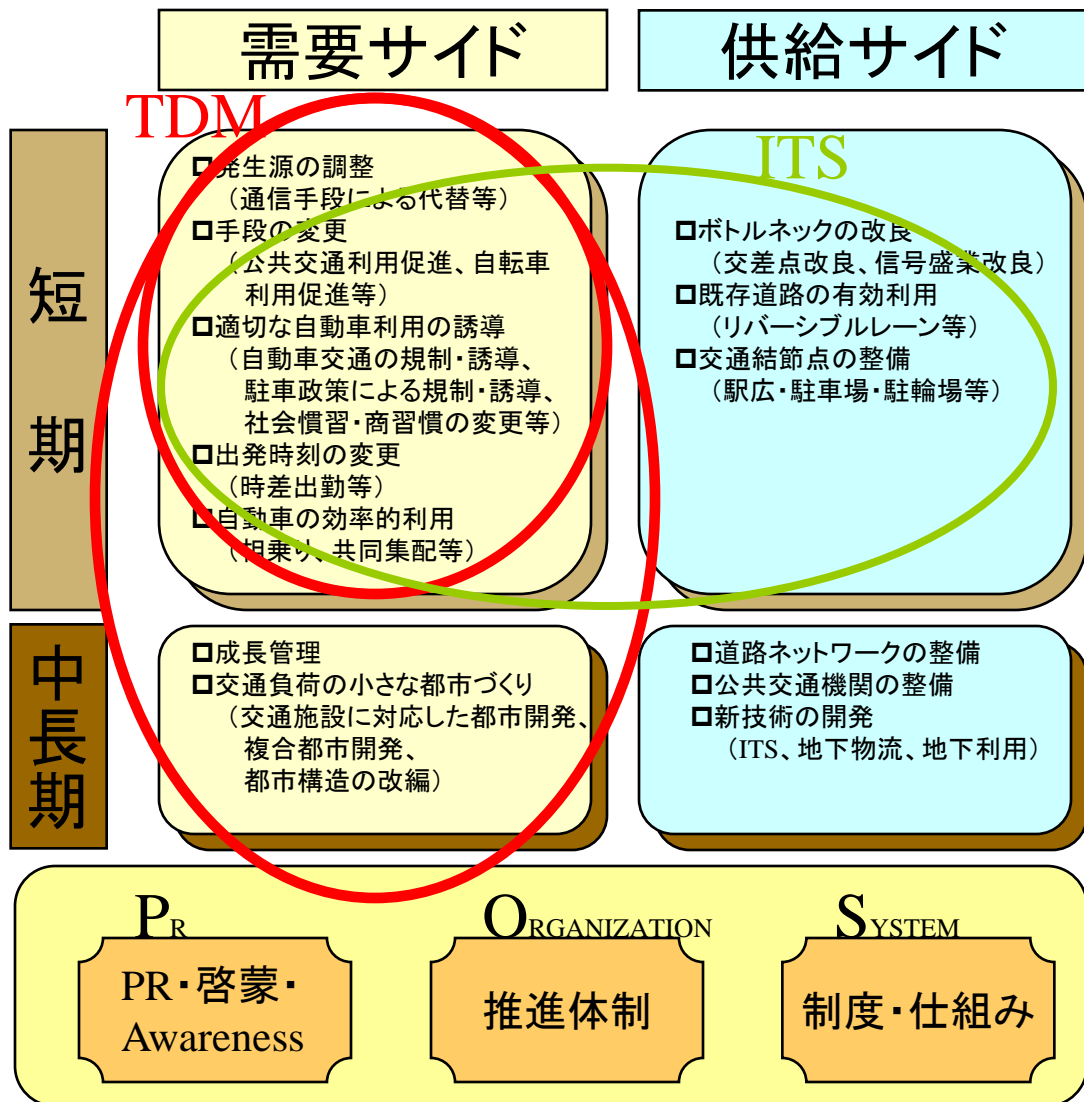 需要サイド
供給サイド
TDM
ITS
短期
発生源の調整
(通信手段による代替等)
手段の変更
(公共交通利用促進、自転車
利用促進等)
適切な自動車利用の誘導
(自動車交通の規制・誘導、
駐車政策による規制・誘導、
社会慣習・商習慣の変更等)
出発時刻の変更
(時差出勤等)
自動車の効率的利用
(相乗り、共同集配等)
ボトルネックの改良
(交差点改良、信号盛業改良)
既存道路の有効利用
(リバーシブルレーン等)
交通結節点の整備
(駅広・駐車場・駐輪場等)
中長期
成長管理
交通負荷の小さな都市づくり
(交通施設に対応した都市開発、
複合都市開発、
都市構造の改編)
道路ネットワークの整備
公共交通機関の整備
新技術の開発
(ITS、地下物流、地下利用)
PR
PR・啓蒙・
Awareness
ORGANIZATION
推進体制
SYSTEM
制度・仕組み